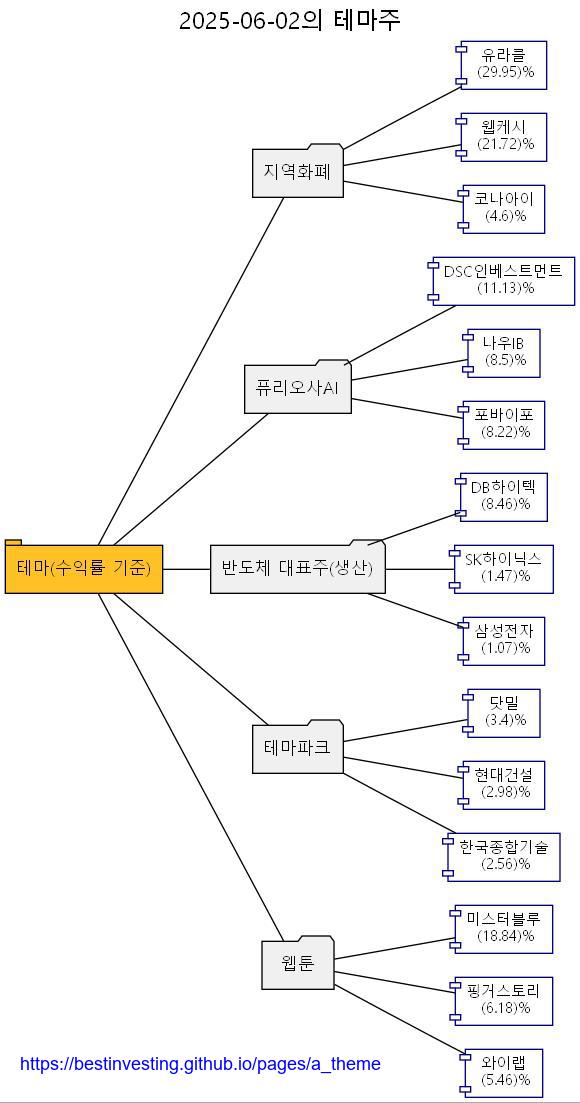 2025-06-02의 테마주
유라클
(29.95)%
웹케시
(21.72)%
지역화폐
코나아이
(4.6)%
DSC인베스트먼트
(11.13)%
나우IB
(8.5)%
퓨리오사AI
포바이포
(8.22)%
DB하이텍
(8.46)%
테마(수익률 기준)
반도체 대표주(생산)
SK하이닉스
(1.47)%
삼성전자
(1.07)%
닷밀
(3.4)%
테마파크
현대건설
(2.98)%
한국종합기술
(2.56)%
미스터블루
(18.84)%
웹툰
핑거스토리
(6.18)%
와이랩
(5.46)%
https://bestinvesting.github.io/pages/a_theme